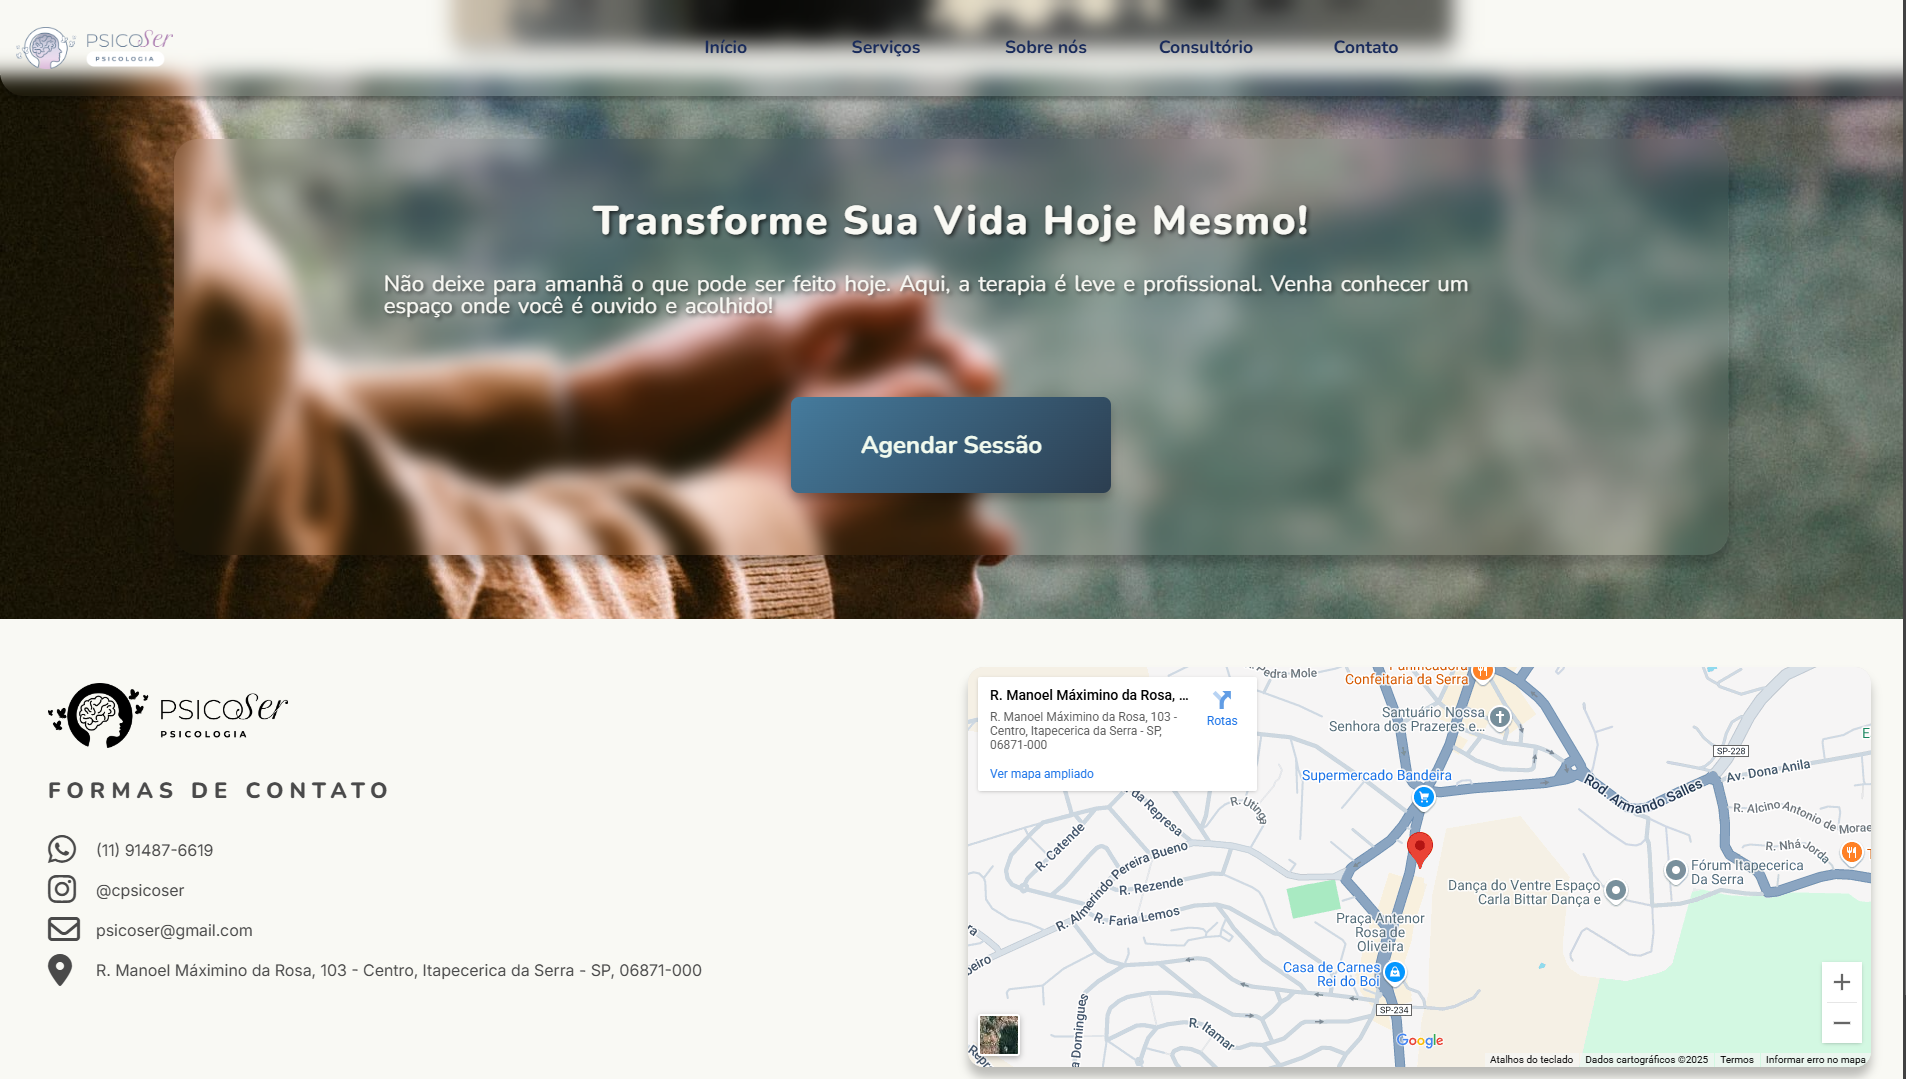 PSICOSer
PSICOLOGIA
Início
Serviços
Sobre nós
Consultório
Contato
Transforme Sua Vida Hoje Mesmo!
Não deixe para amanhã o que pode ser feito hoje. Aqui, a terapia é leve e profissional. Venha conhecer um
espaço onde você é ouvido e acolhido!
Agendar Sessão
PSICOSer
PSICOLOGIA
FORMAS DE CONTATO
(11) 91487-6619
@cpsicoser
psicoser@gmail.com
R. Manoel Máximino da Rosa, 103 - Centro, Itapecerica da Serra - SP, 06871-000
R. Manoel Máximino da Rosa, ...
R. Manoel Máximino da Rosa, 103 -
Centro, Itapecerica da Serra - SP,
06871-000
Rotas
Ver mapa ampliado
Pedra Mole
Panificadora
Confeitaria da Serra
Santuário Nossa
Senhora dos Prazeres e...
SP-228
Av. Dona Anila
Supermercado Bandeira
Rod. Armando Salles
R. Alcino Antonio de Morae
R. Nhá Jorda
da Represa
R. Utinga
R. Catende
R. Almerindo Pereira Bueno
R. Rezende
R. Faria Lemos
Fórum Itapecerica
Da Serra
Dança do Ventre Espaço
Carla Bittar Dança e
Praça Antenor
Rosa de
Oliveira
Casa de Carnes
Rei do Boi
SP-234
R. Itamar
Domingues
Google
Atalhos do teclado
Dados cartográficos ©2025
Termos
Informar erro no mapa